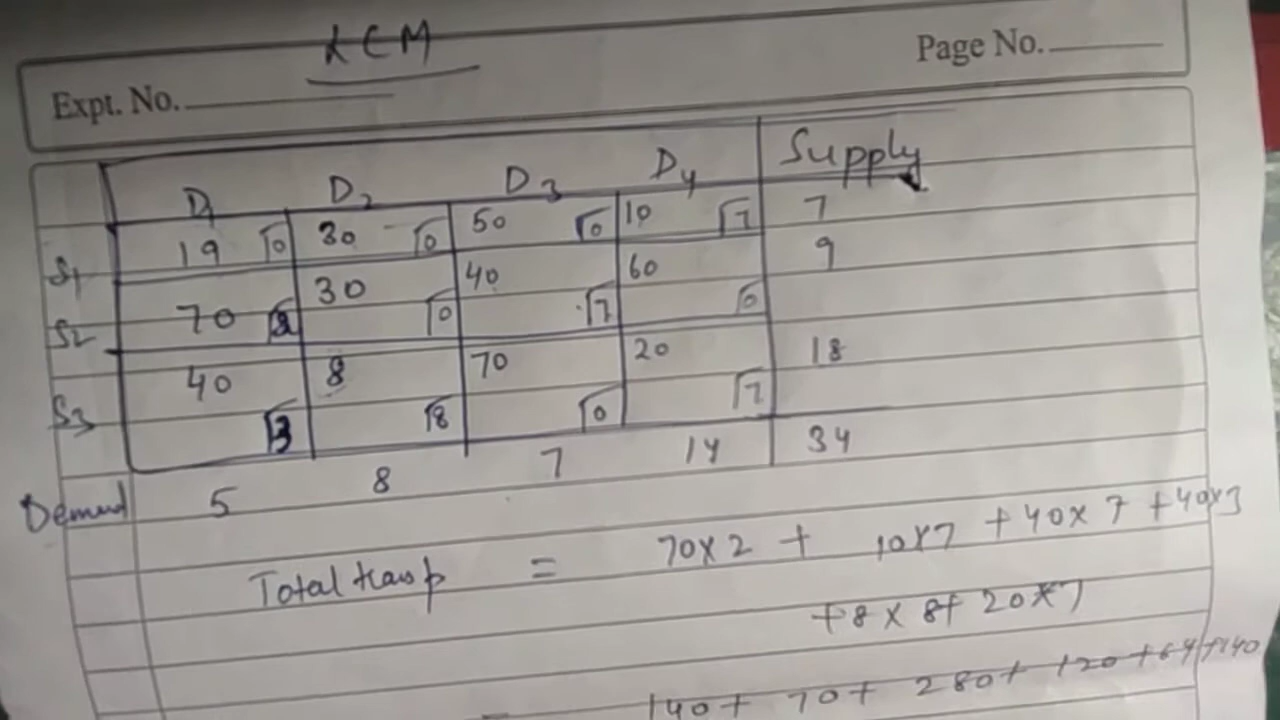 LCM
Page No.
Expt. No.
D1 D2 D3 D4 Supply
S1 19 0 30 0 50 0 10 7 7
S2 70 2 30 0 40 7 60 0 9
S3 40 3 8 8 70 0 20 7 18
Demand 5 8 7 14 34
Total transp = 70x2 + 10x7 + 40x7 + 40x3
+ 8 x 8 + 20x7
= 140 + 70 + 280 + 120 + 64 + 140